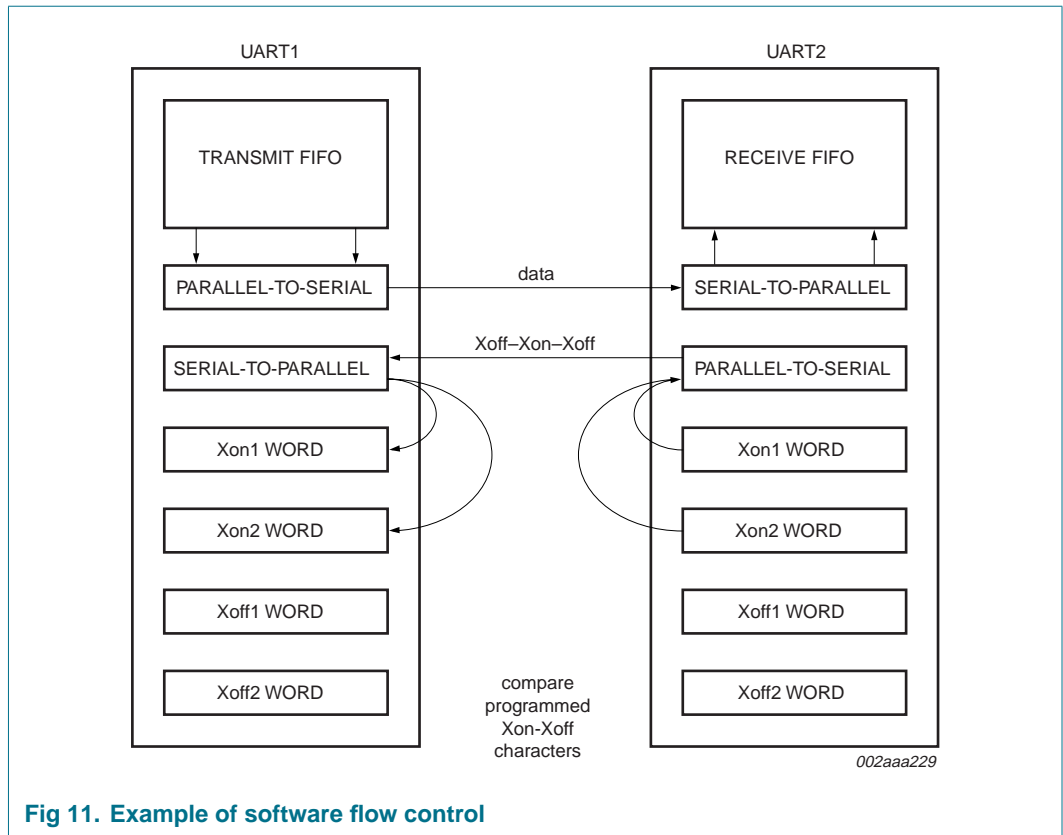 UART1
UART2
TRANSMIT FIFO
RECEIVE FIFO
PARALLEL-TO-SERIAL
data
SERIAL-TO-PARALLEL
SERIAL-TO-PARALLEL
Xoff–Xon–Xoff
PARALLEL-TO-SERIAL
Xon1 WORD
Xon1 WORD
Xon2 WORD
Xon2 WORD
Xoff1 WORD
Xoff1 WORD
Xoff2 WORD
Xoff2 WORD
compare
programmed
Xon-Xoff
characters
002aaa229
Fig 11. Example of software flow control